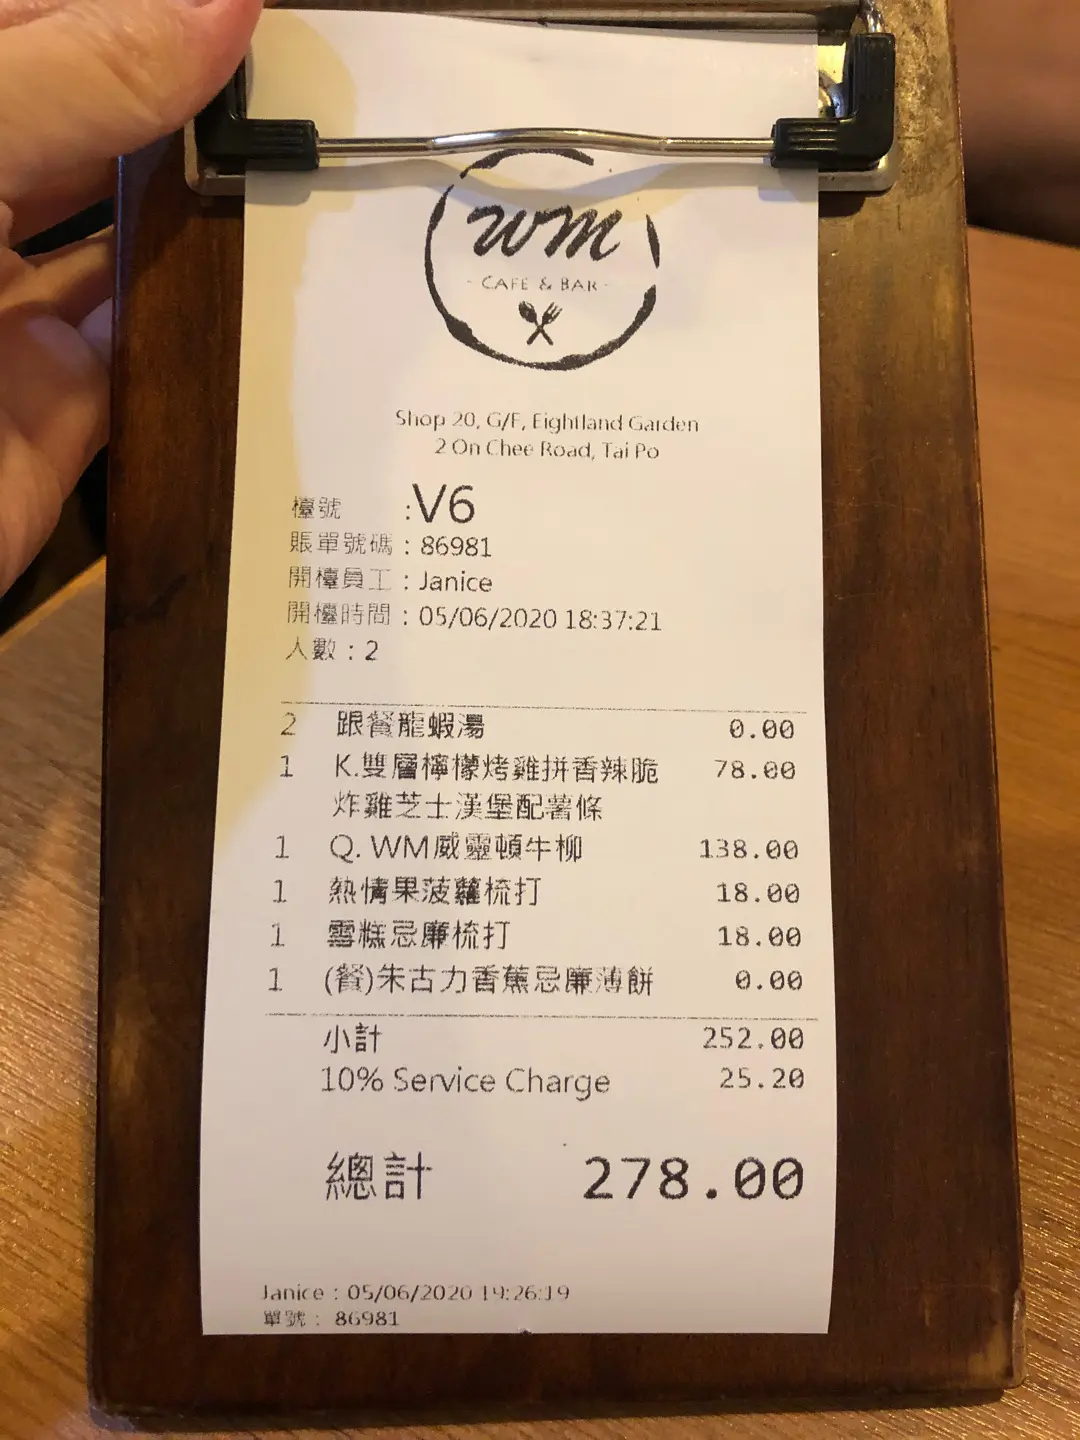 WM
- CAFE & BAR -
Shop 20, G/F, Eightland Garden
2 On Chee Road, Tai Po
檯號 :V6
賬單號碼 : 86981
開檯員工 : Janice
開檯時間 : 05/06/2020 18:37:21
人數 : 2
2 跟餐龍蝦湯 0.00
1 K.雙層檸檬烤雞拼香辣脆 78.00
炸雞芝士漢堡配薯條
1 Q. WM威靈頓牛柳 138.00
1 熱情果菠蘿梳打 18.00
1 雪糕忌廉梳打 18.00
1 (餐)朱古力香蕉忌廉薄餅 0.00
小計 252.00
10% Service Charge 25.20
總計 278.00
Janice : 05/06/2020 19:26:19
單號 : 86981